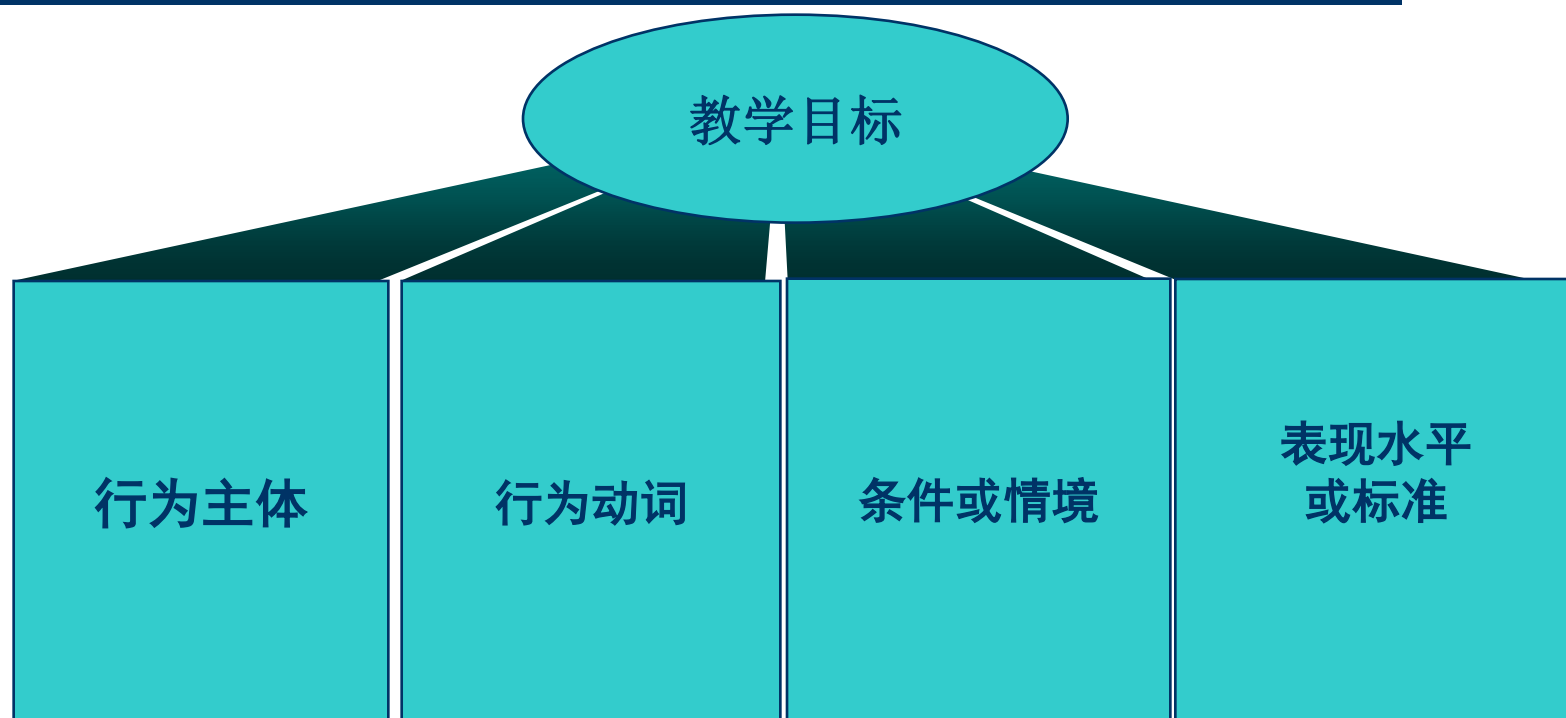 教学目标
行为主体
行为动词
条件或情境
表现水平
或标准